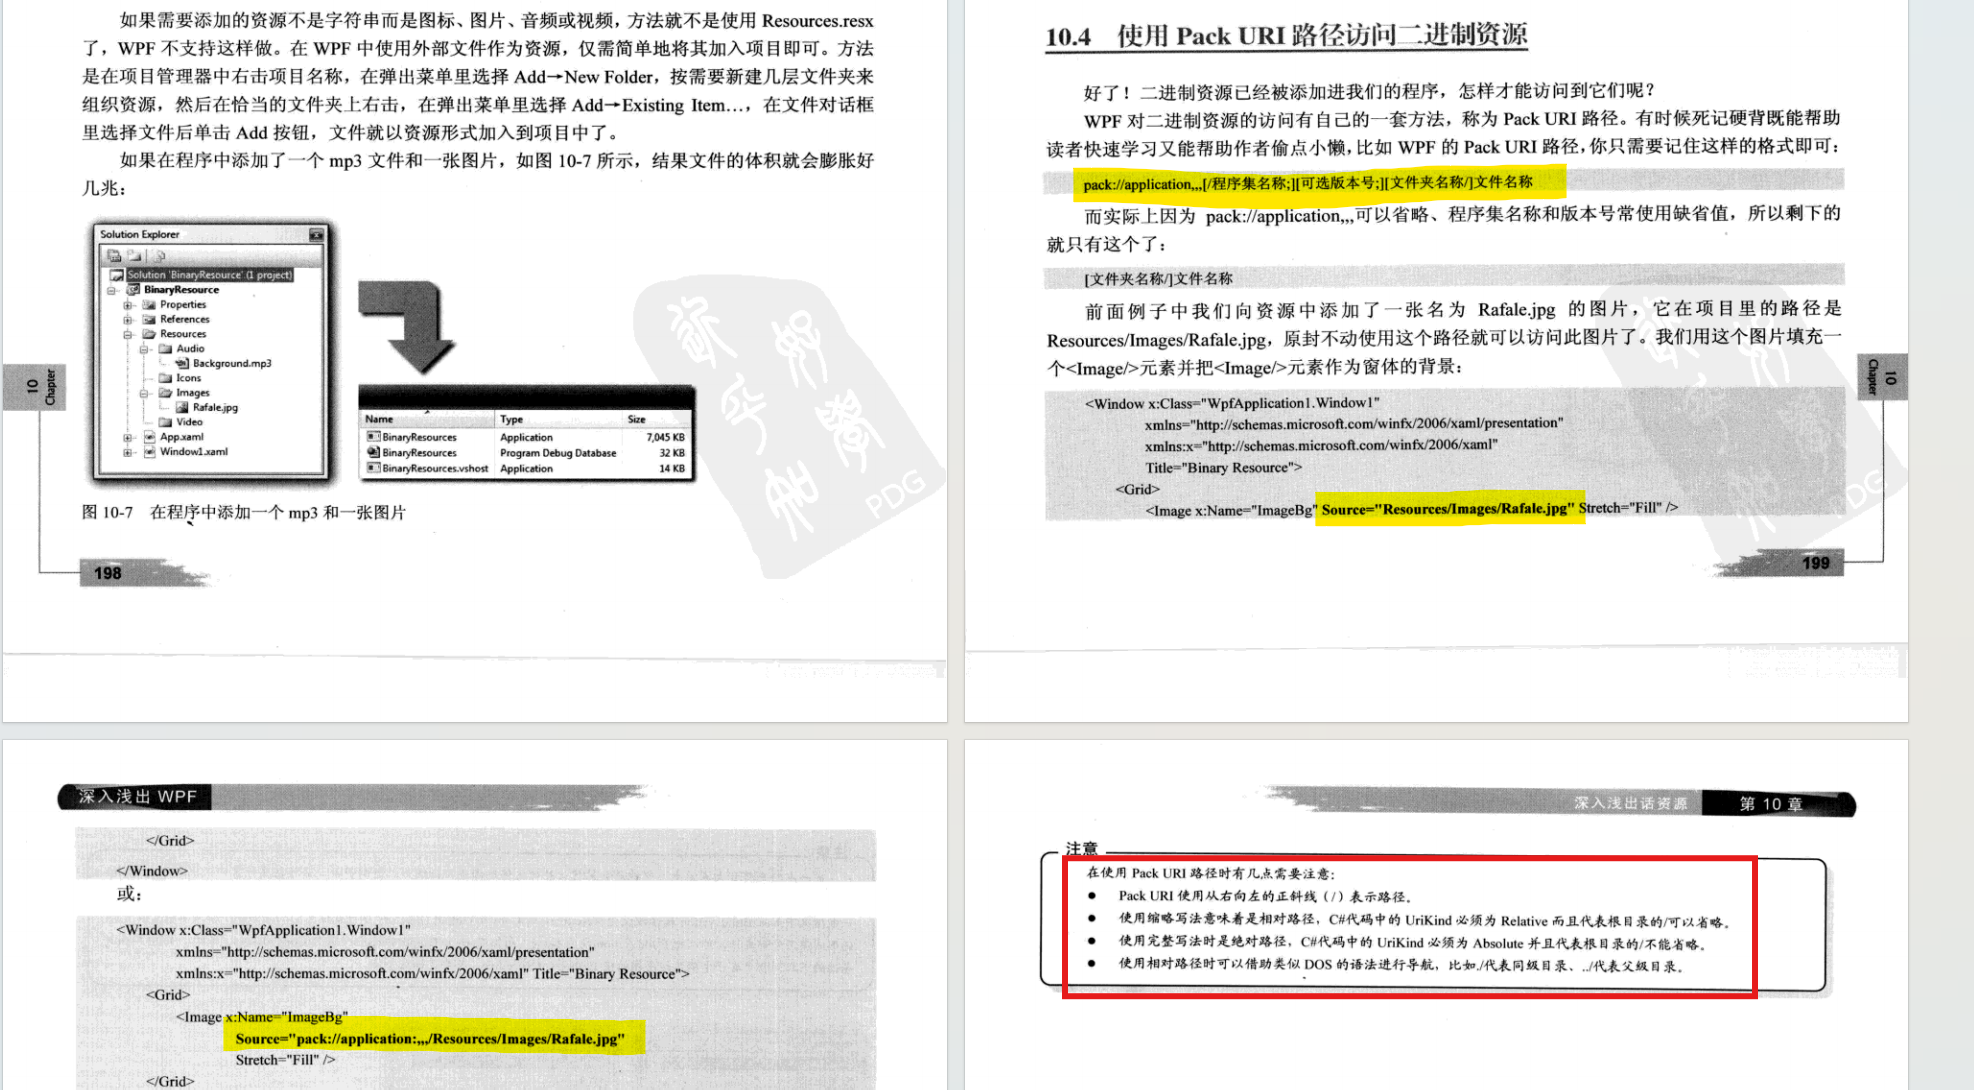 如果需要添加的资源不是字符串而是图标、图片、音频或视频，方法就不是使用 Resources.resx
了，WPF 不支持这样做。在 WPF 中使用外部文件作为资源，仅需简单地将其加入项目即可。方法
是在项目管理器中右击项目名称，在弹出菜单里选择 Add→New Folder，按需要新建几层文件夹来
组织资源，然后在恰当的文件夹上右击，在弹出菜单里选择 Add→Existing Item…，在文件对话框
里选择文件后单击 Add 按钮，文件就以资源形式加入到项目中了。
如果在程序中添加了一个 mp3 文件和一张图片，如图 10-7 所示，结果文件的体积就会膨胀好
几兆：
Solution Explorer
Solution 'BinaryResource' (1 project)
BinaryResource
Properties
References
Resources
Audio
Background.mp3
Icons
Images
Rafale.jpg
Video
App.xaml
Window1.xaml
Name Type Size
BinaryResources Application 7,045 KB
BinaryResources Program Debug Database 32 KB
BinaryResources.vshost Application 14 KB
图 10-7 在程序中添加一个 mp3 和一张图片
10
Chapter
198
PDG
10.4 使用 Pack URI 路径访问二进制资源
好了！二进制资源已经被添加进我们的程序，怎样才能访问到它们呢？
WPF 对二进制资源的访问有自己的一套方法，称为 Pack URI 路径。有时候死记硬背既能帮助
读者快速学习又能帮助作者偷点小懒，比如 WPF 的 Pack URI 路径，你只需要记住这样的格式即可：
pack://application,,,[/程序集名称;][可选版本号;][文件夹名称/]文件名称
而实际上因为 pack://application,,,可以省略、程序集名称和版本号常使用缺省值，所以剩下的
就只有这个了：
[文件夹名称/]文件名称
前面例子中我们向资源中添加了一张名为 Rafale.jpg 的图片，它在项目里的路径是
Resources/Images/Rafale.jpg，原封不动使用这个路径就可以访问此图片了。我们用这个图片填充一
个<Image/>元素并把<Image/>元素作为窗体的背景：
<Window x:Class="WpfApplication1.Window1"
xmlns="http://schemas.microsoft.com/winfx/2006/xaml/presentation"
xmlns:x="http://schemas.microsoft.com/winfx/2006/xaml"
Title="Binary Resource">
<Grid>
<Image x:Name="ImageBg" Source="Resources/Images/Rafale.jpg" Stretch="Fill" />
10
Chapter
199
PDG
深入浅出 WPF
</Grid>
</Window>
或：
<Window x:Class="WpfApplication1.Window1"
xmlns="http://schemas.microsoft.com/winfx/2006/xaml/presentation"
xmlns:x="http://schemas.microsoft.com/winfx/2006/xaml" Title="Binary Resource">
<Grid>
<Image x:Name="ImageBg"
Source="pack://application:,,,/Resources/Images/Rafale.jpg"
Stretch="Fill" />
</Grid>
深入浅出话资源 第 10 章
注意
在使用 Pack URI 路径时有几点需要注意：
● Pack URI 使用从右向左的正斜线（/）表示路径。
● 使用缩略写法意味着是相对路径，C#代码中的 UriKind 必须为 Relative 而且代表根目录的/可以省略。
● 使用完整写法时是绝对路径，C#代码中的 UriKind 必须为 Absolute 并且代表根目录的/不能省略。
● 使用相对路径时可以借助类似 DOS 的语法进行导航，比如./代表同级目录、../代表父级目录。